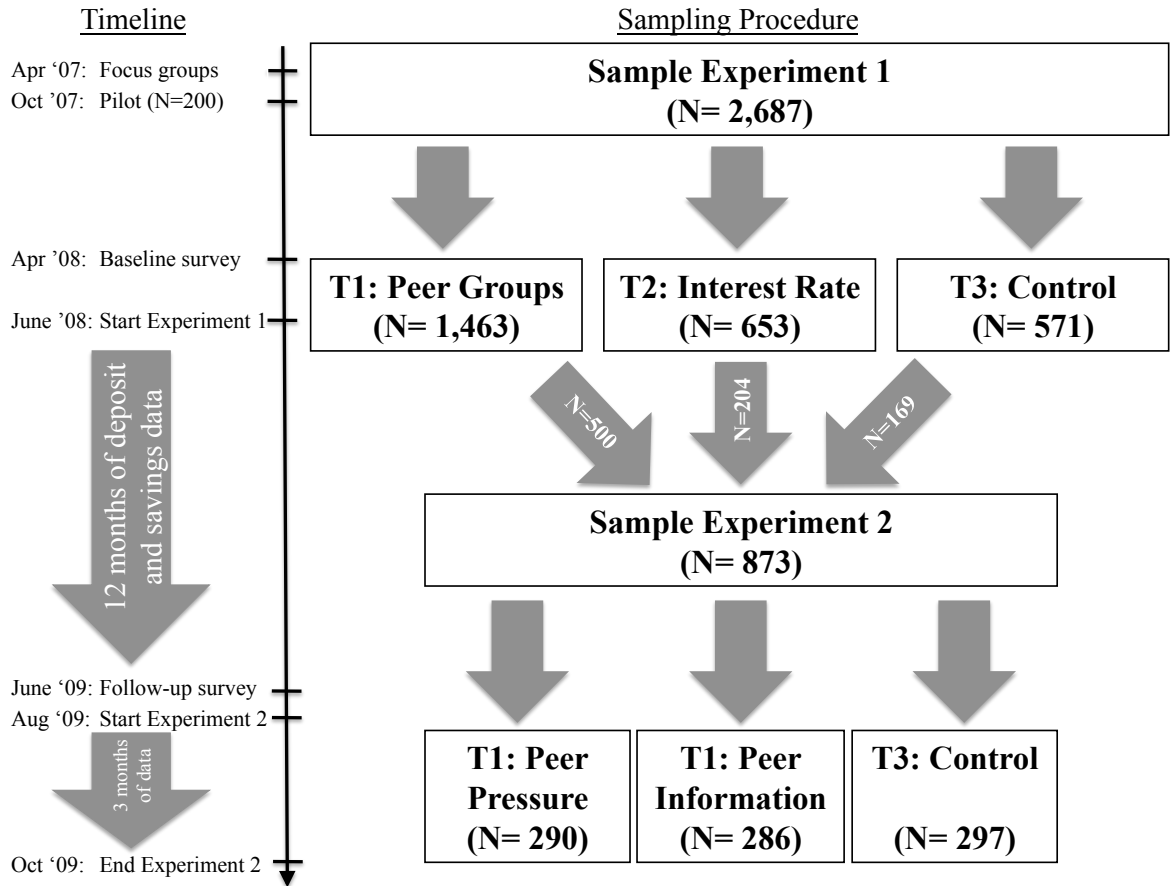 Timeline
Sampling Procedure
Apr ‘07: Focus groups
Oct ’07: Pilot (N=200)
Sample Experiment 1
(N= 2,687)
Apr ’08: Baseline survey
June ’08: Start Experiment 1
T1: Peer Groups
(N= 1,463)
T2: Interest Rate
(N= 653)
T3: Control
(N= 571)
12 months of deposit
and savings data
N=500
N=204
N=169
Sample Experiment 2
(N= 873)
June ‘09: Follow-up survey
Aug ‘09: Start Experiment 2
3 months
of data
T1: Peer
Pressure
(N= 290)
T1: Peer
Information
(N= 286)
T3: Control
(N= 297)
Oct ‘09: End Experiment 2